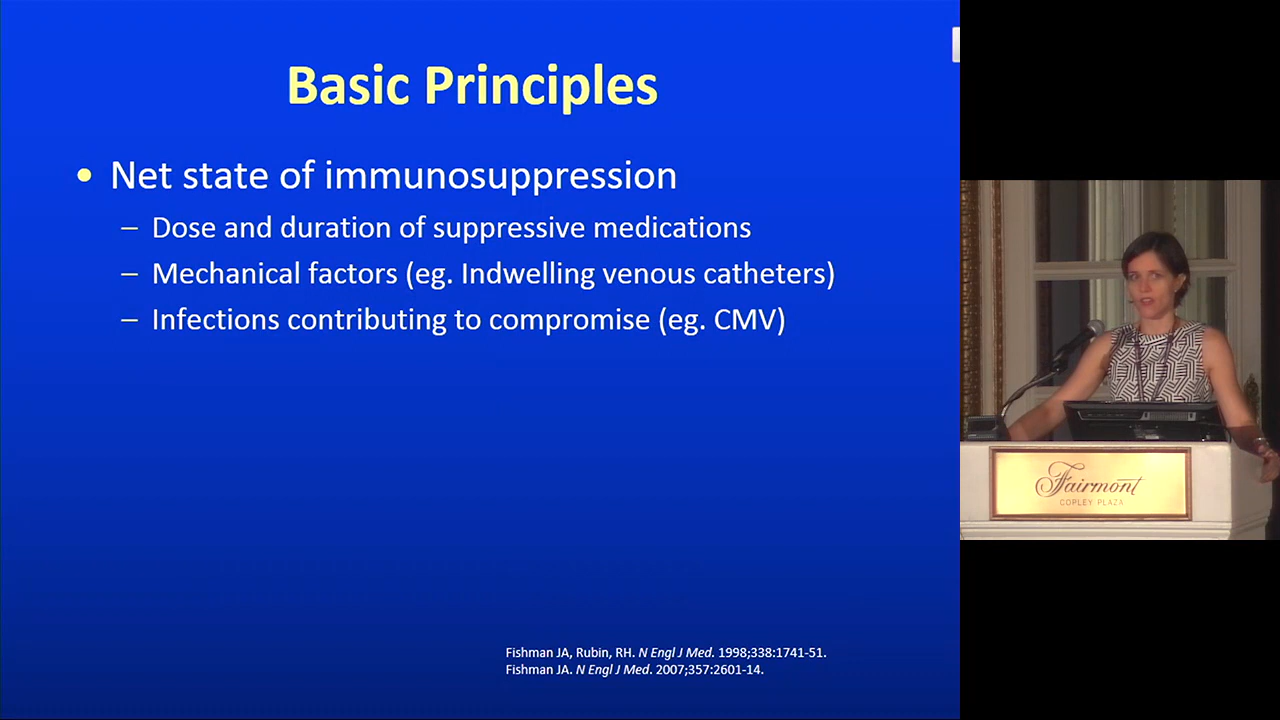 Basic Principles
• Net state of immunosuppression
– Dose and duration of suppressive medications
– Mechanical factors (eg. Indwelling venous catheters)
– Infections contributing to compromise (eg. CMV)
Fishman JA, Rubin, RH. N Engl J Med. 1998;338:1741-51.
Fishman JA. N Engl J Med. 2007;357:2601-14.
Fairmont
COPLEY PLAZA